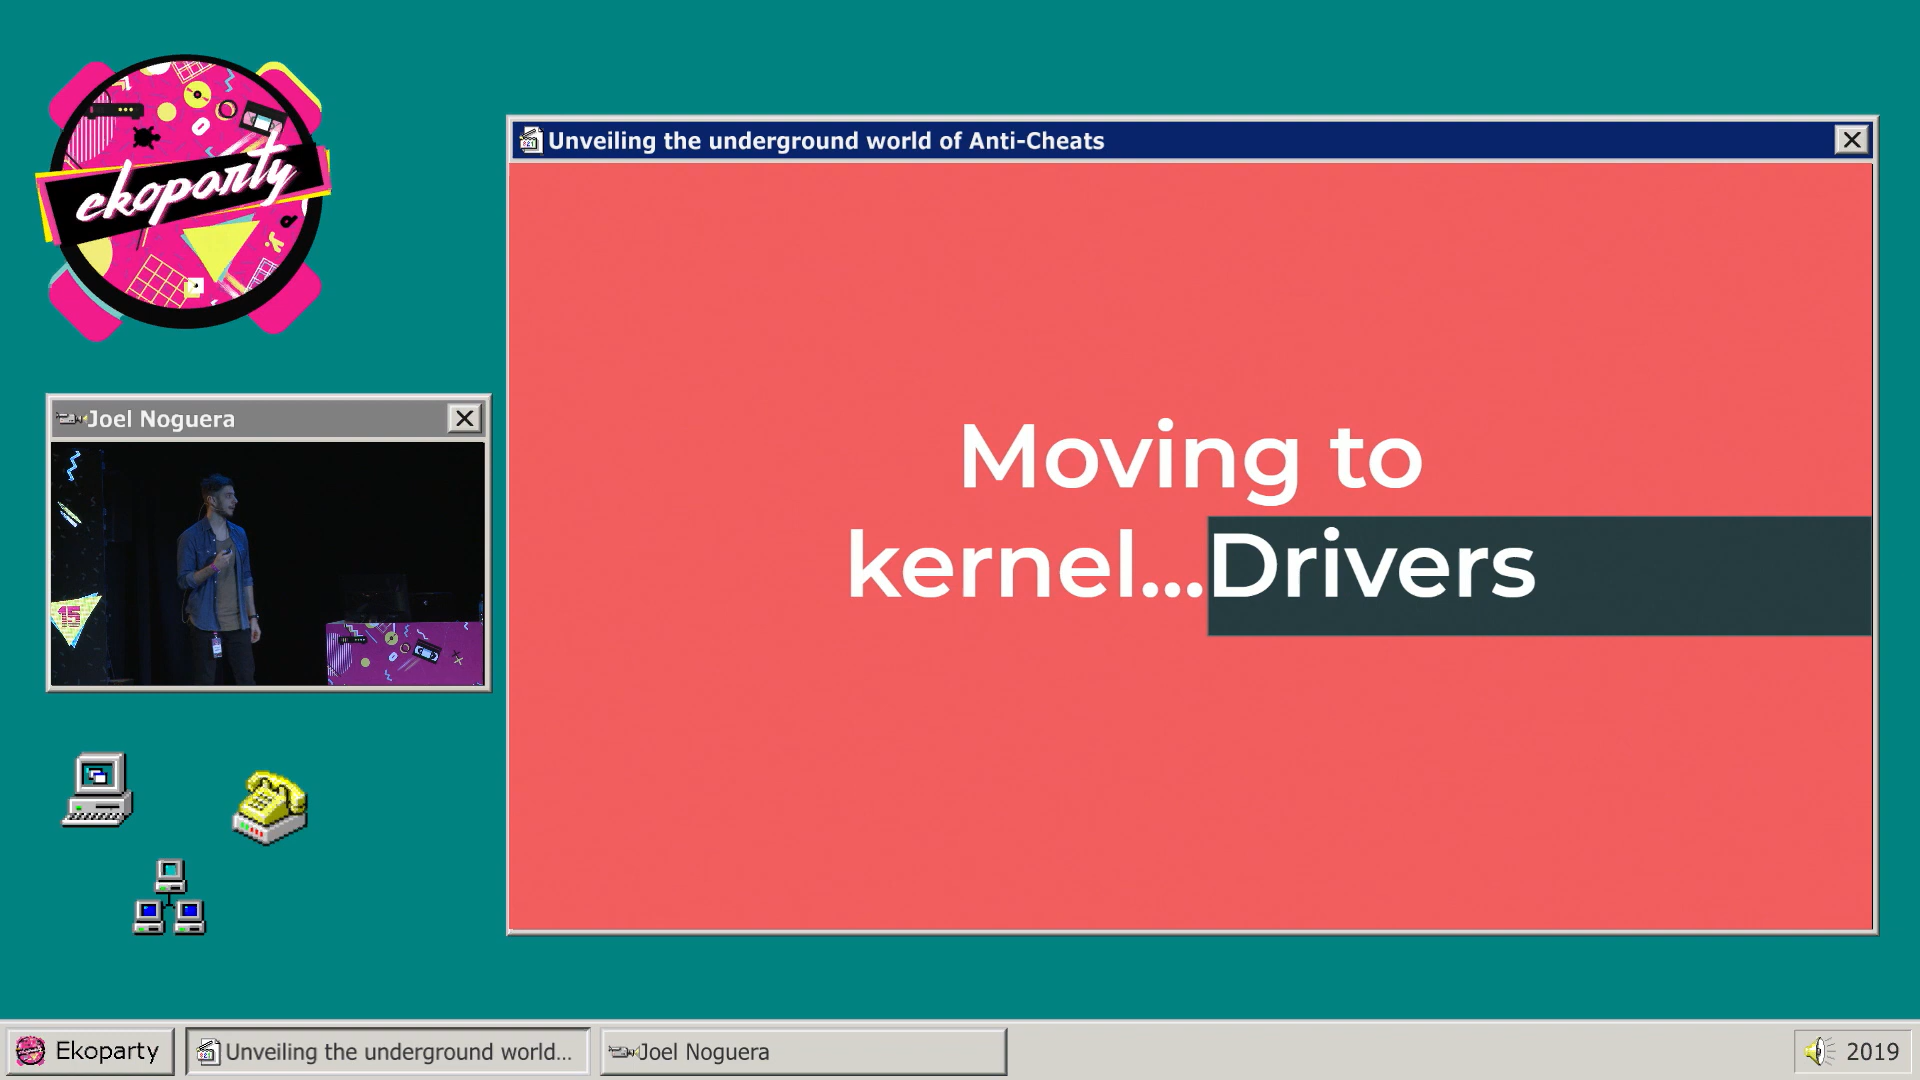 ekoparty
Unveiling the underground world of Anti-Cheats
Moving to
kernel...Drivers
Joel Noguera
15
Ekoparty
Unveiling the underground world...
Joel Noguera
2019